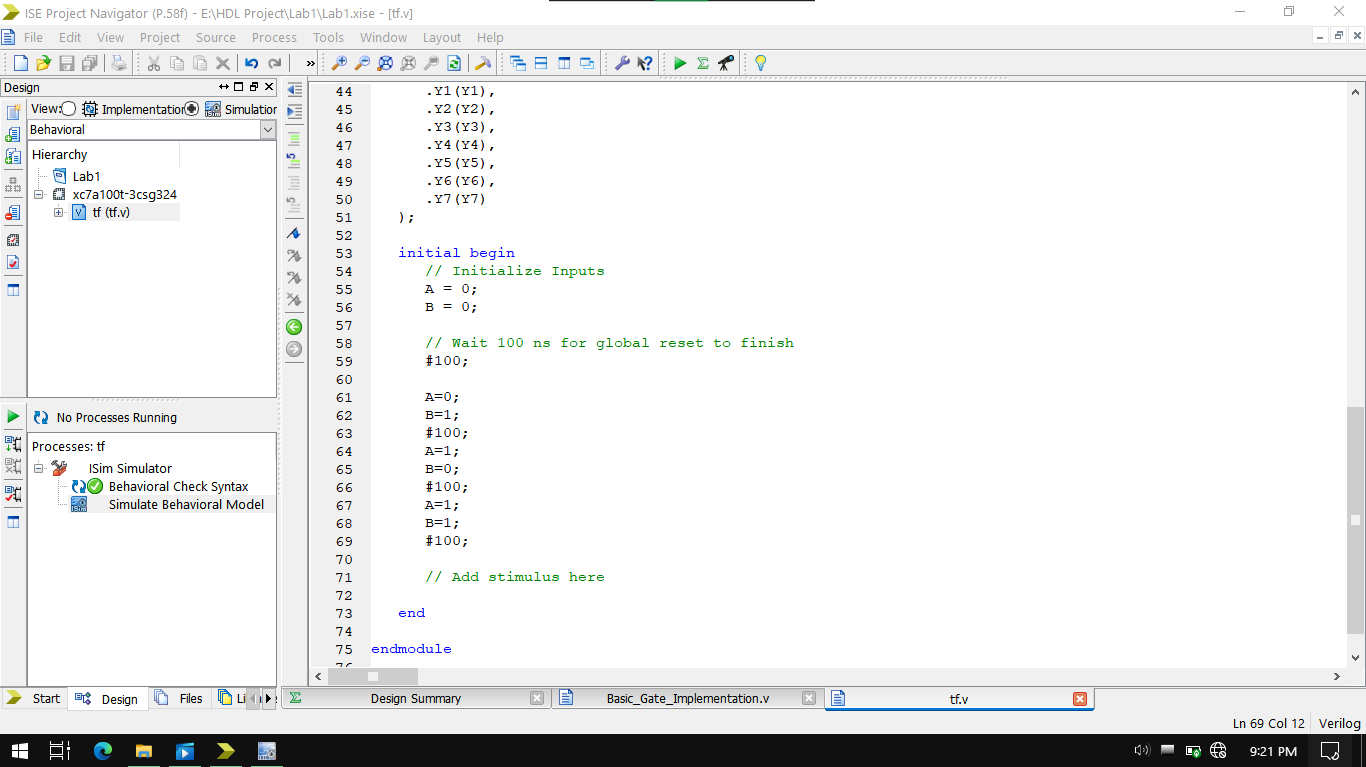 ISE Project Navigator (P.58f) - E:\HDL Project\Lab1\Lab1.xise - [tf.v]
File Edit View Project Source Process Tools Window Layout Help
Design
View: Implementation Simulation
Behavioral
Hierarchy
Lab1
xc7a100t-3csg324
tf (tf.v)
No Processes Running
Processes: tf
ISim Simulator
Behavioral Check Syntax
Simulate Behavioral Model
44 .Y1(Y1),
45 .Y2(Y2),
46 .Y3(Y3),
47 .Y4(Y4),
48 .Y5(Y5),
49 .Y6(Y6),
50 .Y7(Y7)
51 );
52
53 initial begin
54 // Initialize Inputs
55 A = 0;
56 B = 0;
57
58 // Wait 100 ns for global reset to finish
59 #100;
60
61 A=0;
62 B=1;
63 #100;
64 A=1;
65 B=0;
66 #100;
67 A=1;
68 B=1;
69 #100;
70
71 // Add stimulus here
72
73 end
74
75 endmodule
76
Start Design Files Li
Design Summary Basic_Gate_Implementation.v tf.v
Ln 69 Col 12 Verilog
9:21 PM